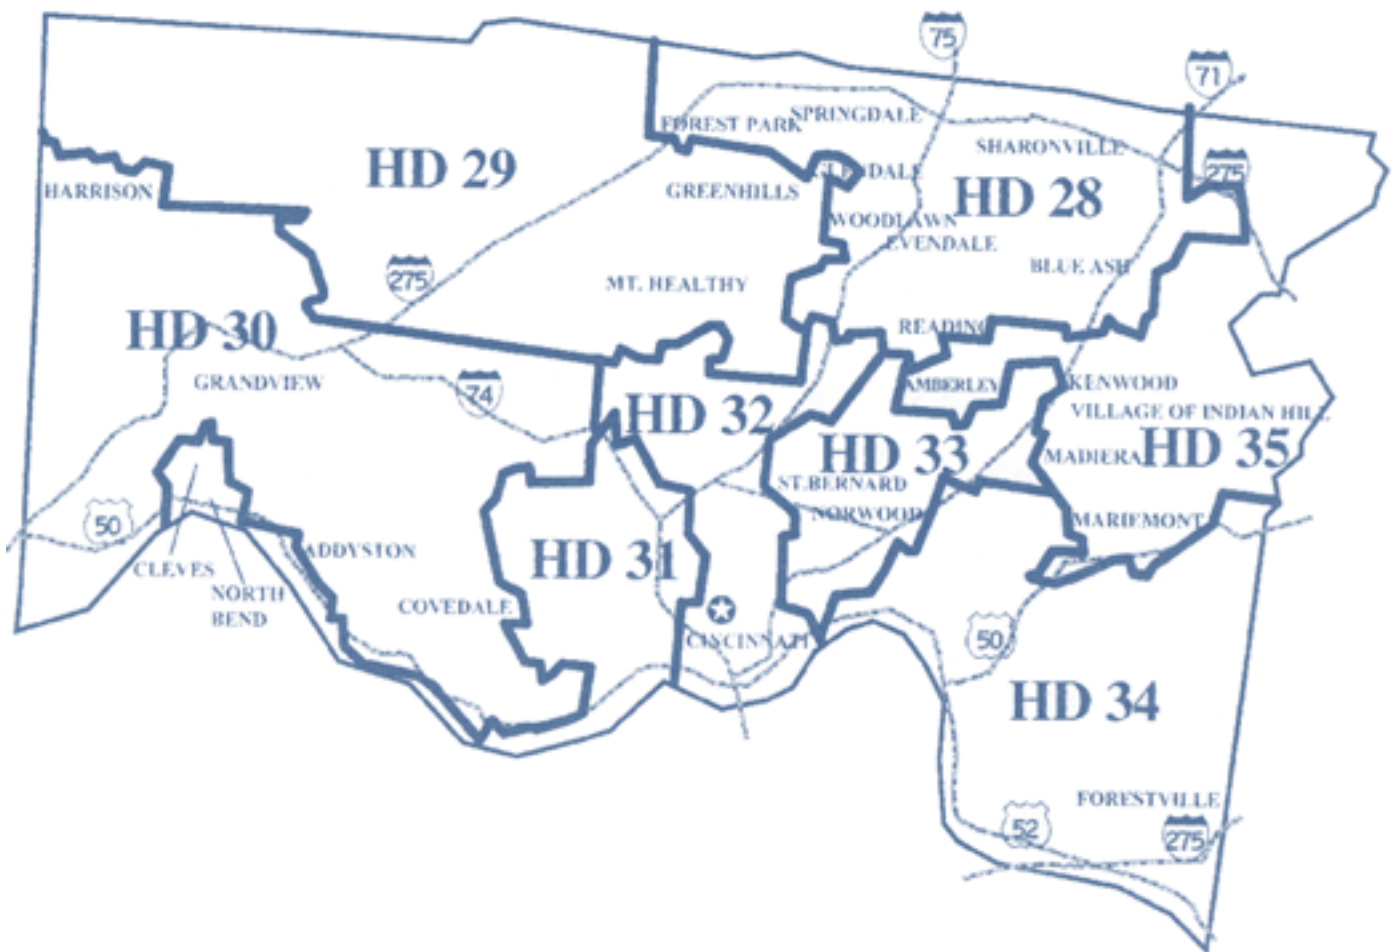 75
71
FOREST PARK
SPRINGDALE
SHARONVILLE
HD 29
HARRISON
GREENHILLS
GLENDALE
275
HD 28
WOODLAWN
EVENDALE
275
MT. HEALTHY
BLUE ASH
HD 30
READING
GRANDVIEW
74
AMBERLEY
KENWOOD
HD 32
VILLAGE OF INDIAN HILL
HD 33
MADIERA
HD 35
ST. BERNARD
NORWOOD
MARIEMONT
50
ADDYSTON
CLEVES
HD 31
NORTH
BEND
COVEDALE
CINCINNATI
50
HD 34
FORESTVILLE
52
275